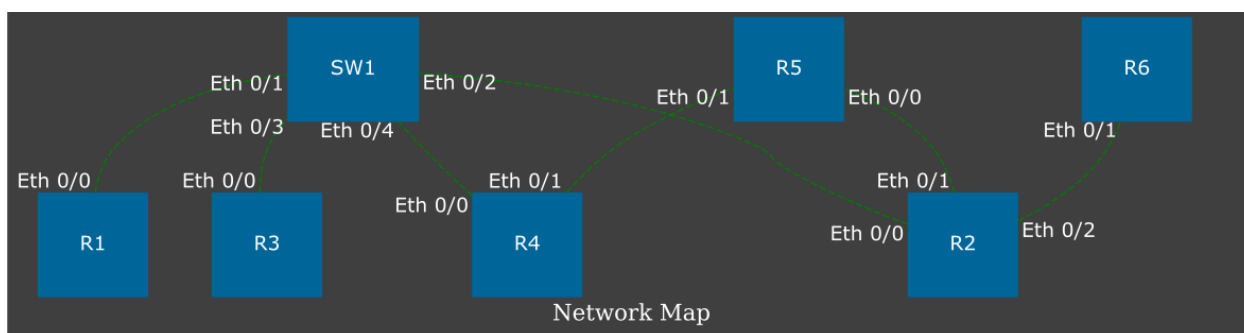 SW1
R5
R6
Eth 0/1
Eth 0/2
Eth 0/1
Eth 0/0
Eth 0/3
Eth 0/4
Eth 0/1
Eth 0/0
Eth 0/0
Eth 0/1
Eth 0/1
Eth 0/0
Eth 0/0
Eth 0/2
R1
R3
R4
R2
Network Map